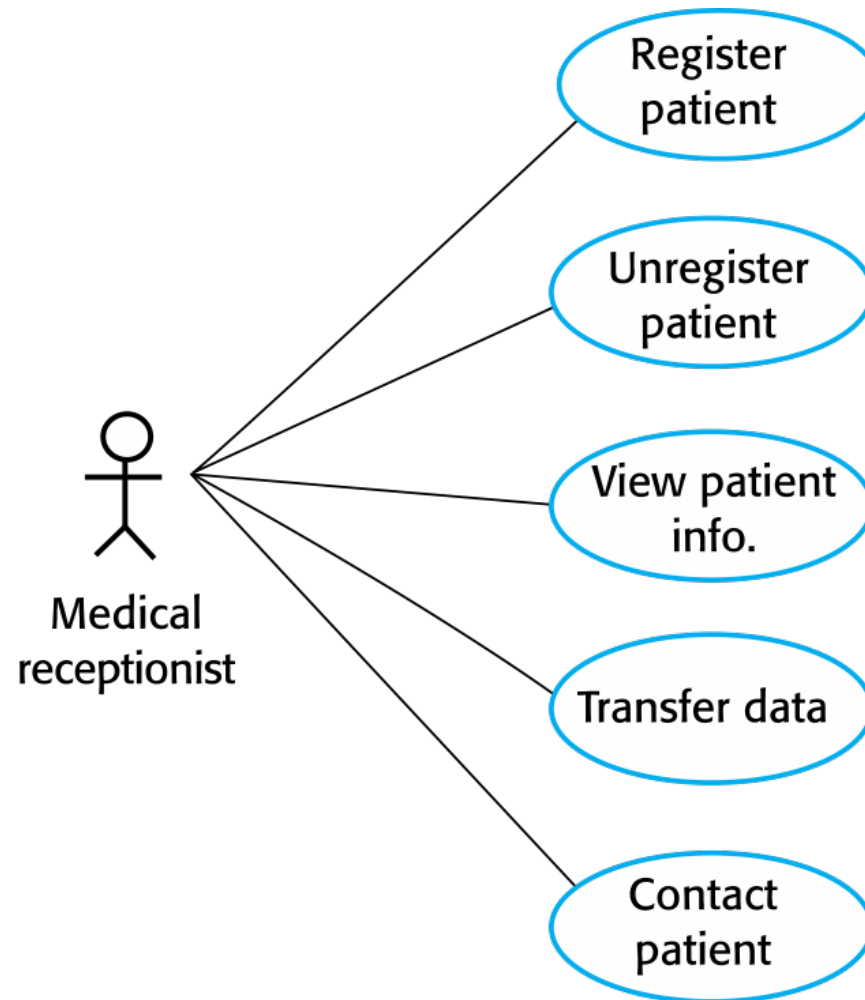 Register
patient
Unregister
patient
View patient
info.
Medical
receptionist
Transfer data
Contact
patient